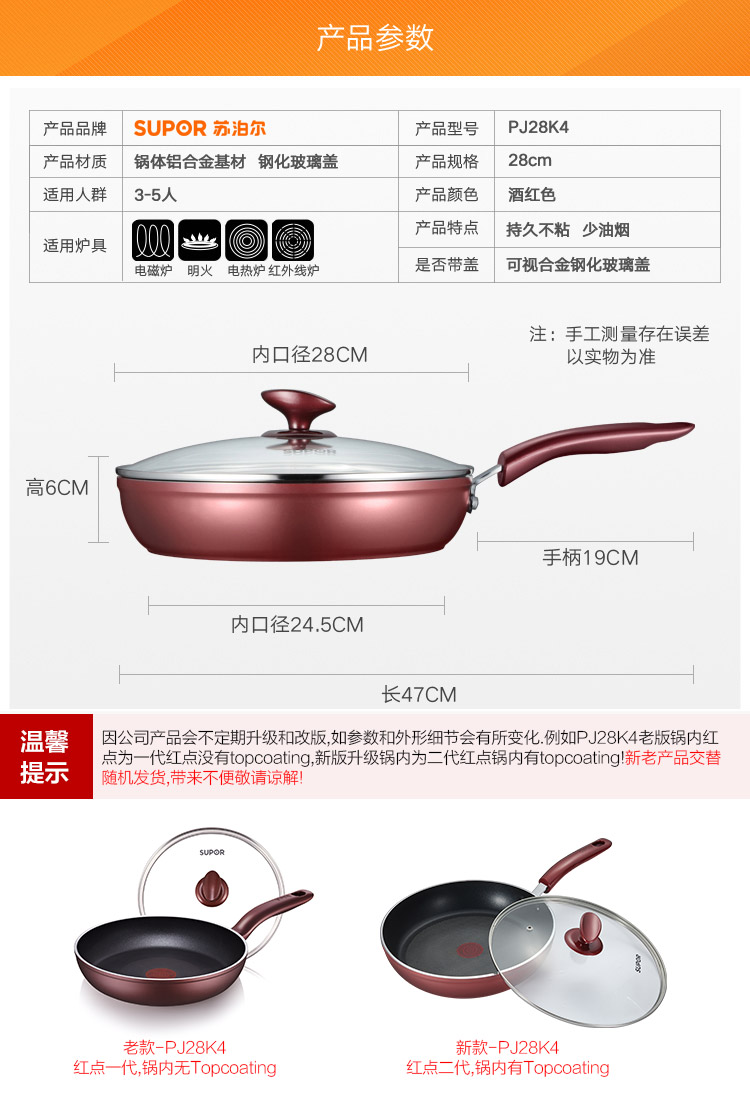 产品参数
产品品牌 SUPOR 苏泊尔 产品型号 PJ28K4
产品材质 锅体铝合金基材 钢化玻璃盖 产品规格 28cm
适用人群 3-5人 产品颜色 酒红色
适用炉具 电磁炉 明火 电热炉 红外线炉 产品特点 持久不粘 少油烟
是否带盖 可视合金钢化玻璃盖
注：手工测量存在误差
以实物为准
内口径28CM
SUPOR
高6CM
手柄19CM
内口径24.5CM
长47CM
温馨
提示
因公司产品会不定期升级和改版,如参数和外形细节会有所变化.例如PJ28K4老版锅内红
点为一代红点没有topcoating,新版升级锅内为二代红点锅内有topcoating!新老产品交替
随机发货,带来不便敬请谅解!
SUPOR
SUPOR
老款-PJ28K4
红点一代,锅内无Topcoating
新款-PJ28K4
红点二代,锅内有Topcoating